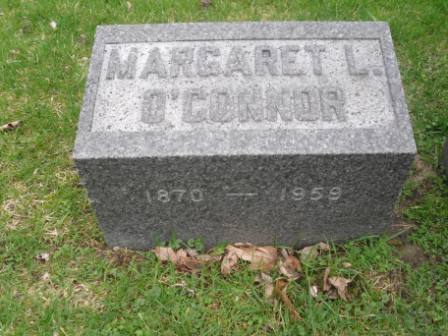 MARGARET L.
O'CONNOR
1870 — 1959